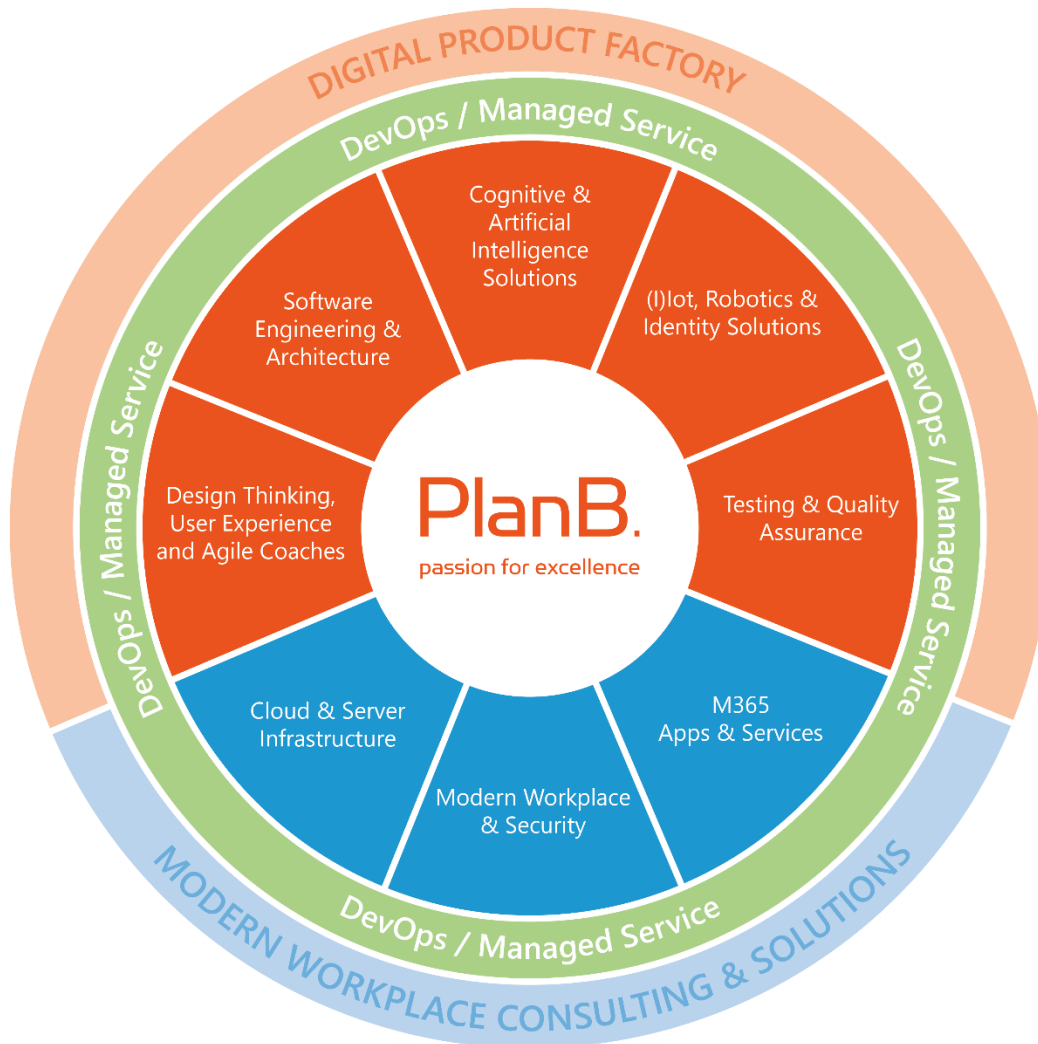 DIGITAL PRODUCT FACTORY
DevOps / Managed Service
Cognitive &
Artificial
Intelligence
Solutions
(I)Iot, Robotics &
Identity Solutions
Software
Engineering &
Architecture
DevOps / Managed Service
DevOps / Managed Service
Design Thinking,
User Experience
and Agile Coaches
PlanB.
passion for excellence
Testing & Quality
Assurance
Cloud & Server
Infrastructure
M365
Apps & Services
Modern Workplace
& Security
DevOps / Managed Service
MODERN WORKPLACE CONSULTING & SOLUTIONS